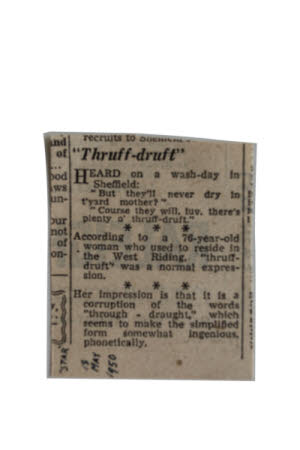 recruits to
"Thruff-druft"
HEARD on a wash-day in
Sheffield:
"But they'll never dry in
t'yard mother?"
"Course they will, luv, there's
plenty o' thruff-druft."
* * *
According to a 76-year-old
woman who used to reside in
the West Riding, "thruff-
druft" was a normal expres-
sion.
* * *
Her impression is that it is a
corruption of the words
"through - draught," which
seems to make the simplified
form somewhat ingenious,
phonetically.
and
of
ood
ws
un-
our
not
of
on-
"STAR"
18
MAY
1950